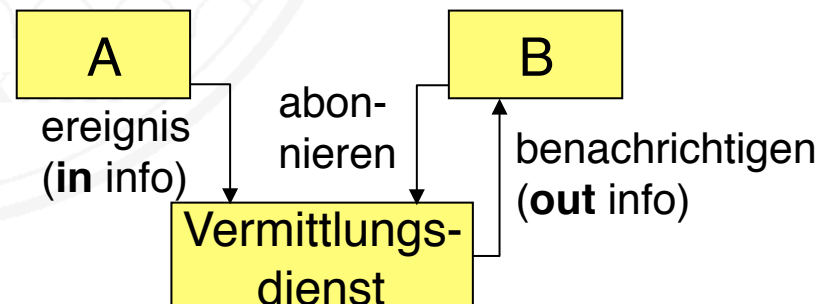 A
B
ereignis
(in info)
abon-
nieren
benachrichtigen
(out info)
Vermittlungs-
dienst